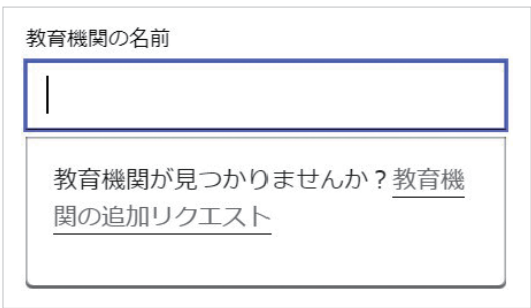 教育機関の名前
教育機関が見つかりませんか？教育機
関の追加リクエスト